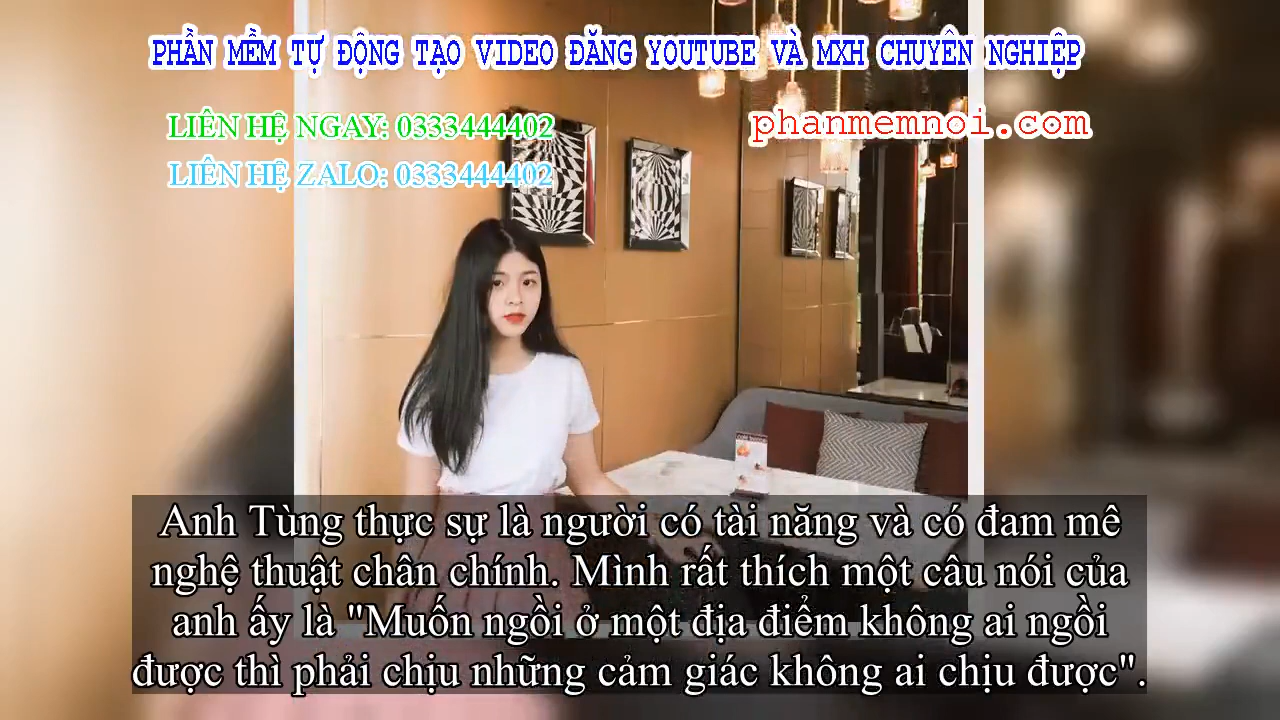 PHẦN MỀM TỰ ĐỘNG TẠO VIDEO ĐĂNG YOUTUBE VÀ MXH CHUYÊN NGHIỆP
LIÊN HỆ NGAY: 0333444402
phanmemnoi.com
LIÊN HỆ ZALO: 0333444402
Anh Tùng thực sự là người có tài năng và có đam mê
nghệ thuật chân chính. Mình rất thích một câu nói của
anh ấy là "Muốn ngồi ở một địa điểm không ai ngồi
được thì phải chịu những cảm giác không ai chịu được".